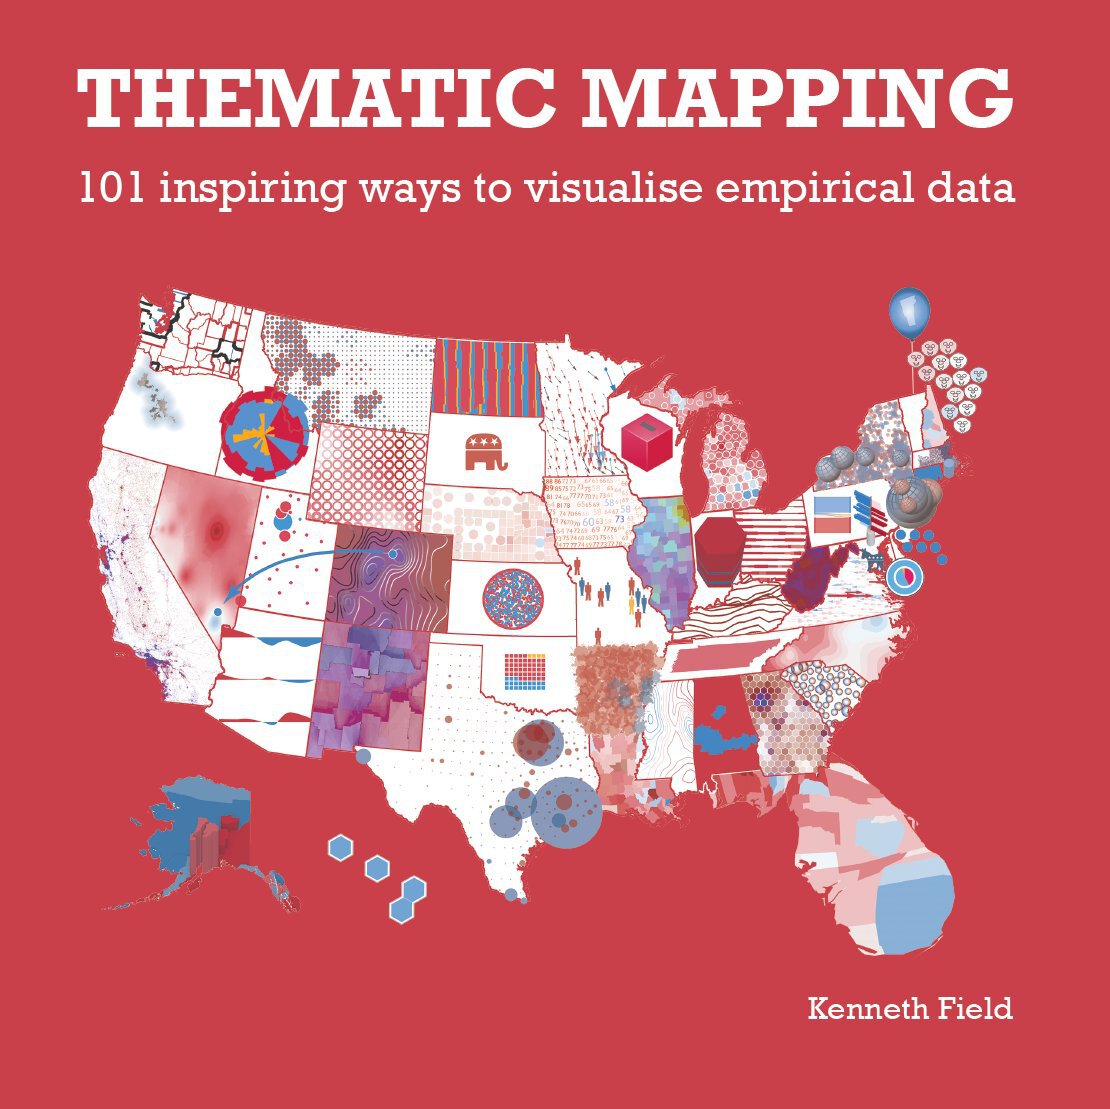 THEMATIC MAPPING
101 inspiring ways to visualise empirical data
Kenneth Field